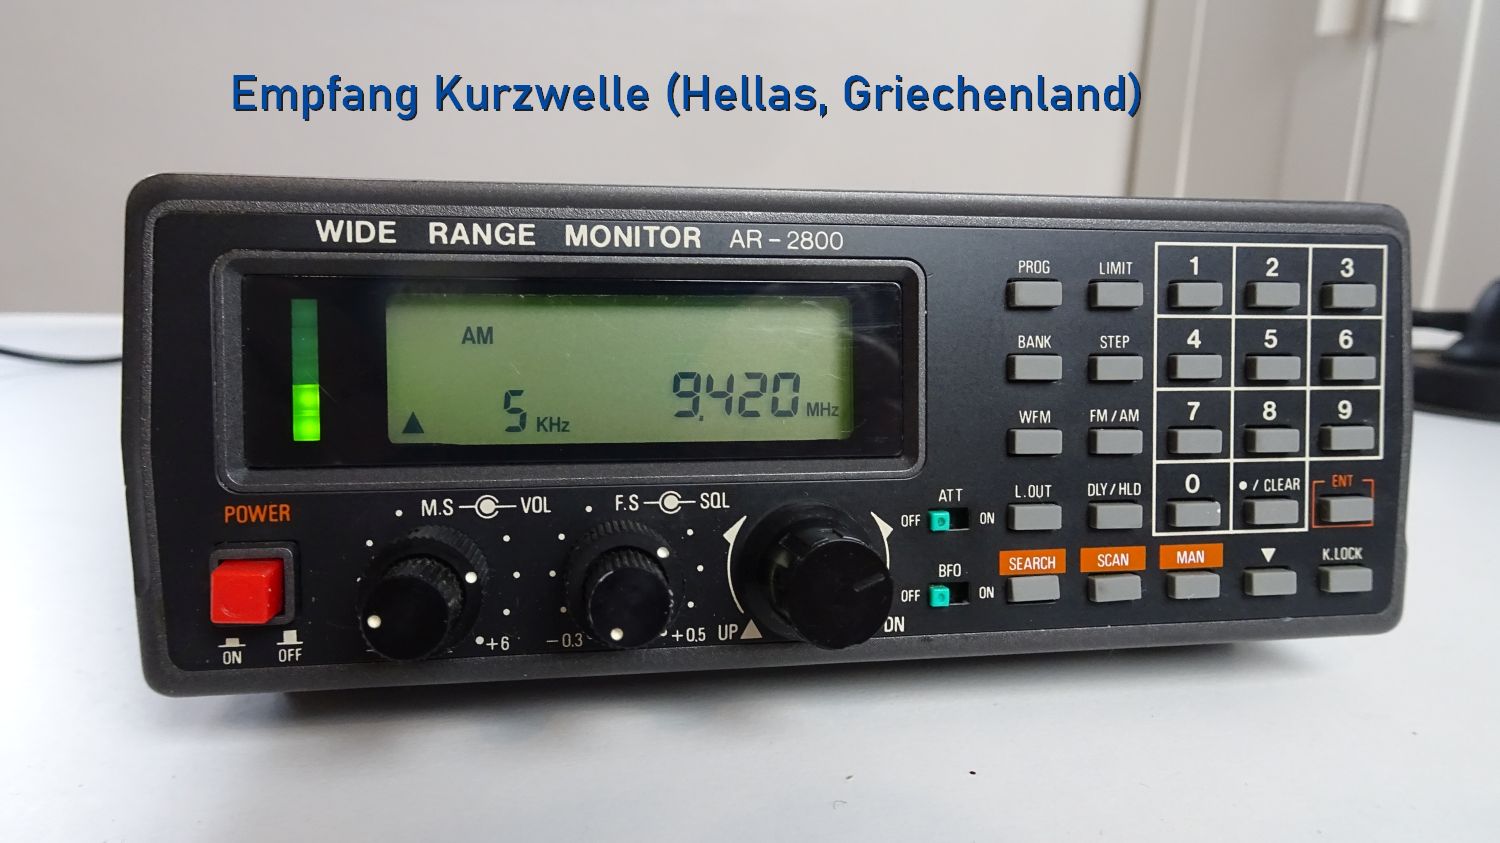 Empfang Kurzwelle (Hellas, Griechenland)
WIDE RANGE MONITOR AR-2800
AM
5 KHz 9.420 MHz
POWER
ON OFF
M.S VOL
+6
F.S SQL
-0.3 +0.5
UP DN
ATT
OFF ON
BFO
OFF ON
PROG LIMIT 1 2 3
BANK STEP 4 5 6
WFM FM/AM 7 8 9
L.OUT DLY/HLD 0 •/CLEAR ENT
SEARCH SCAN MAN ▼ K.LOCK